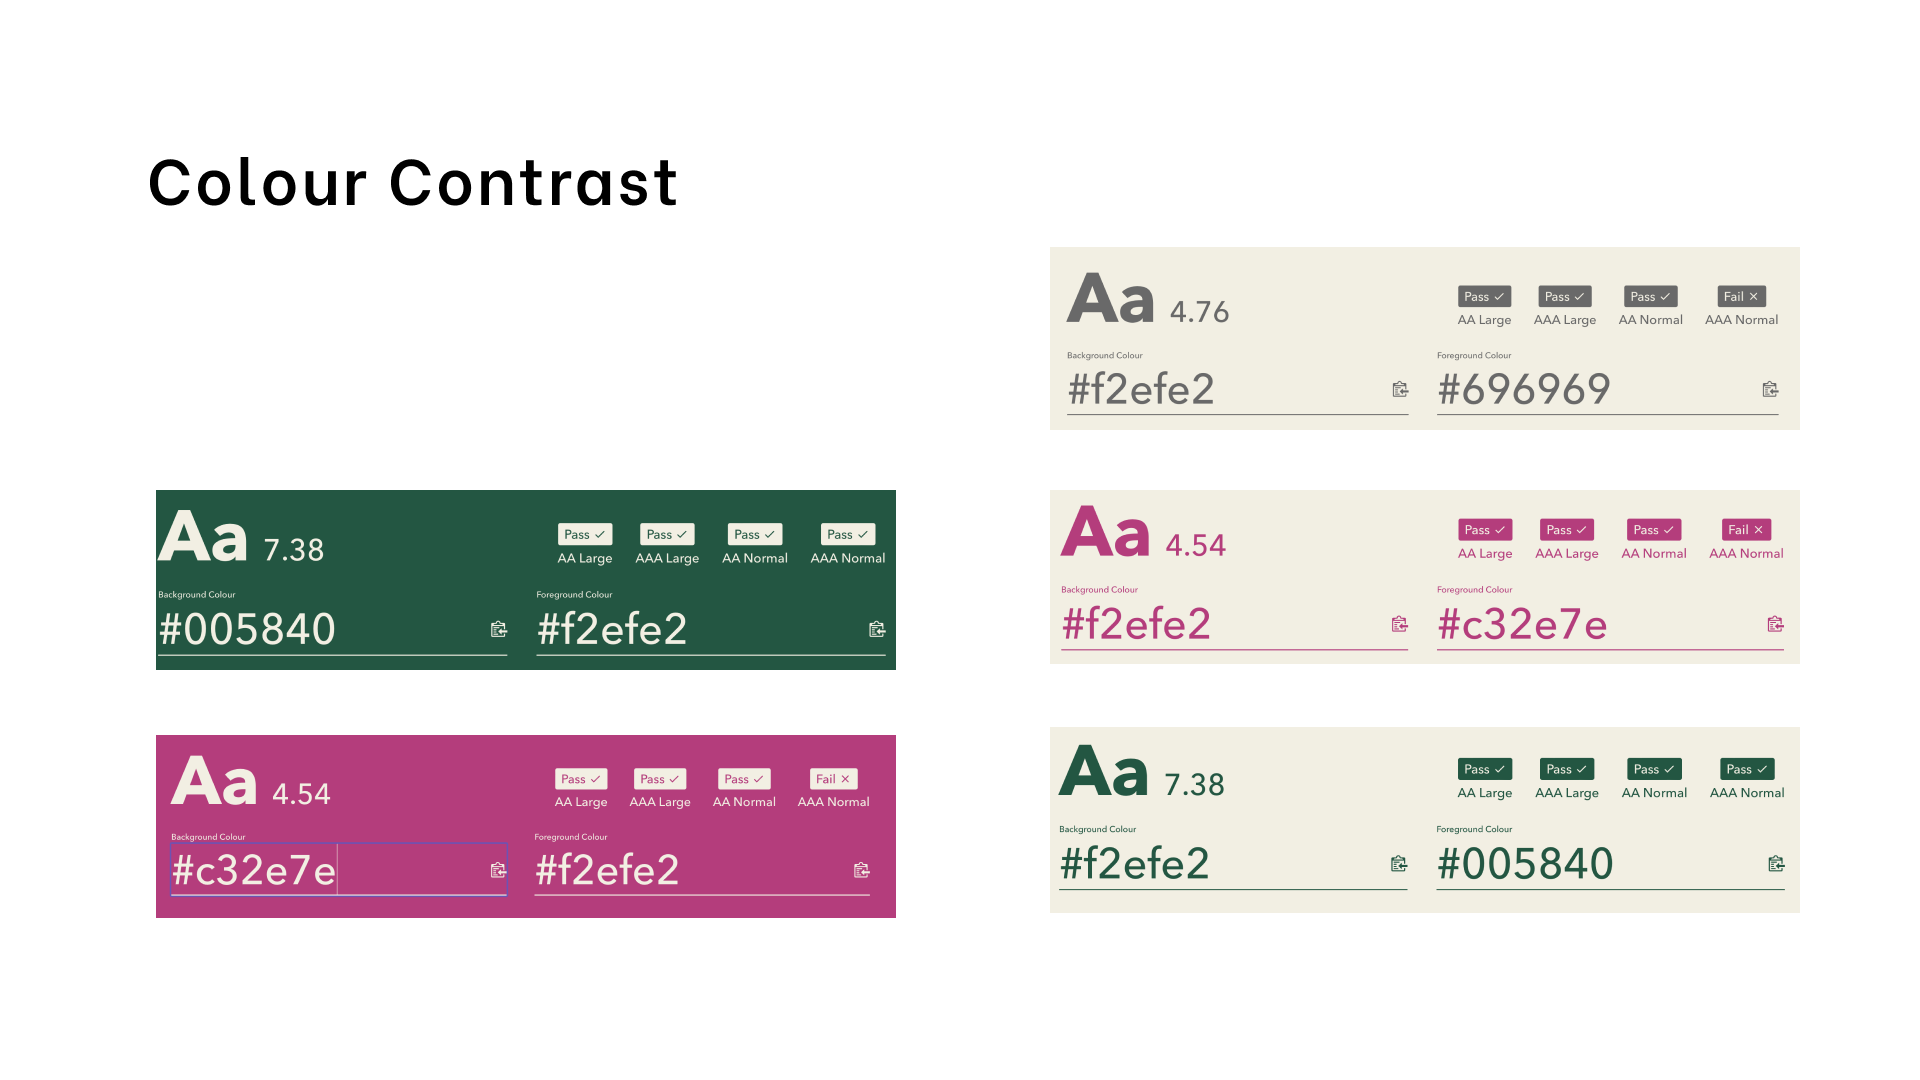 Colour Contrast
Aa 4.76
Pass Pass Pass Fail
AA Large AAA Large AA Normal AAA Normal
Background Colour Foreground Colour
#f2efe2 #696969
Aa 7.38
Pass Pass Pass Pass
AA Large AAA Large AA Normal AAA Normal
Background Colour Foreground Colour
#005840 #f2efe2
Aa 4.54
Pass Pass Pass Fail
AA Large AAA Large AA Normal AAA Normal
Background Colour Foreground Colour
#f2efe2 #c32e7e
Aa 4.54
Pass Pass Pass Fail
AA Large AAA Large AA Normal AAA Normal
Background Colour Foreground Colour
#c32e7e #f2efe2
Aa 7.38
Pass Pass Pass Pass
AA Large AAA Large AA Normal AAA Normal
Background Colour Foreground Colour
#f2efe2 #005840